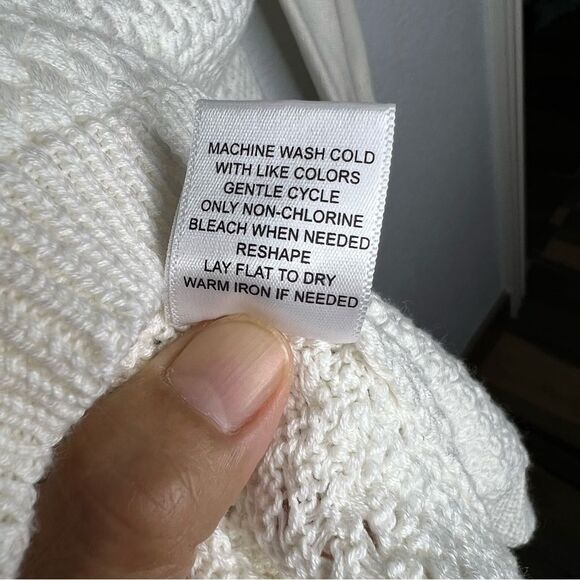 MACHINE WASH COLD
WITH LIKE COLORS
GENTLE CYCLE
ONLY NON-CHLORINE
BLEACH WHEN NEEDED
RESHAPE
LAY FLAT TO DRY
WARM IRON IF NEEDED